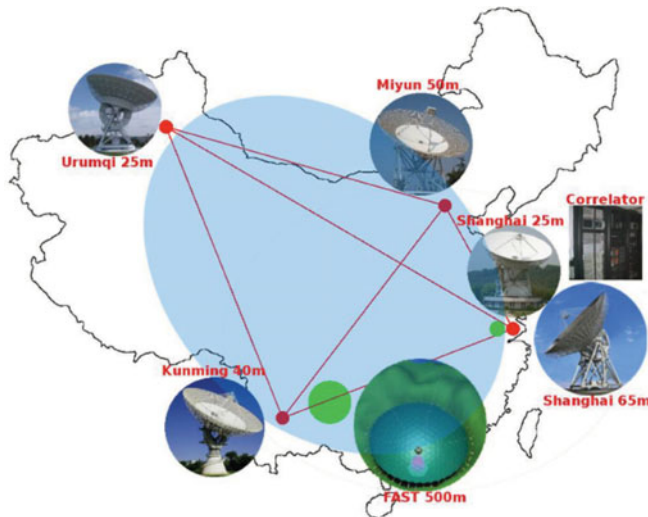 Miyun 50m
Urumqi 25m
Correlator
Shanghai 25m
Kunming 40m
Shanghai 65m
FAST 500m